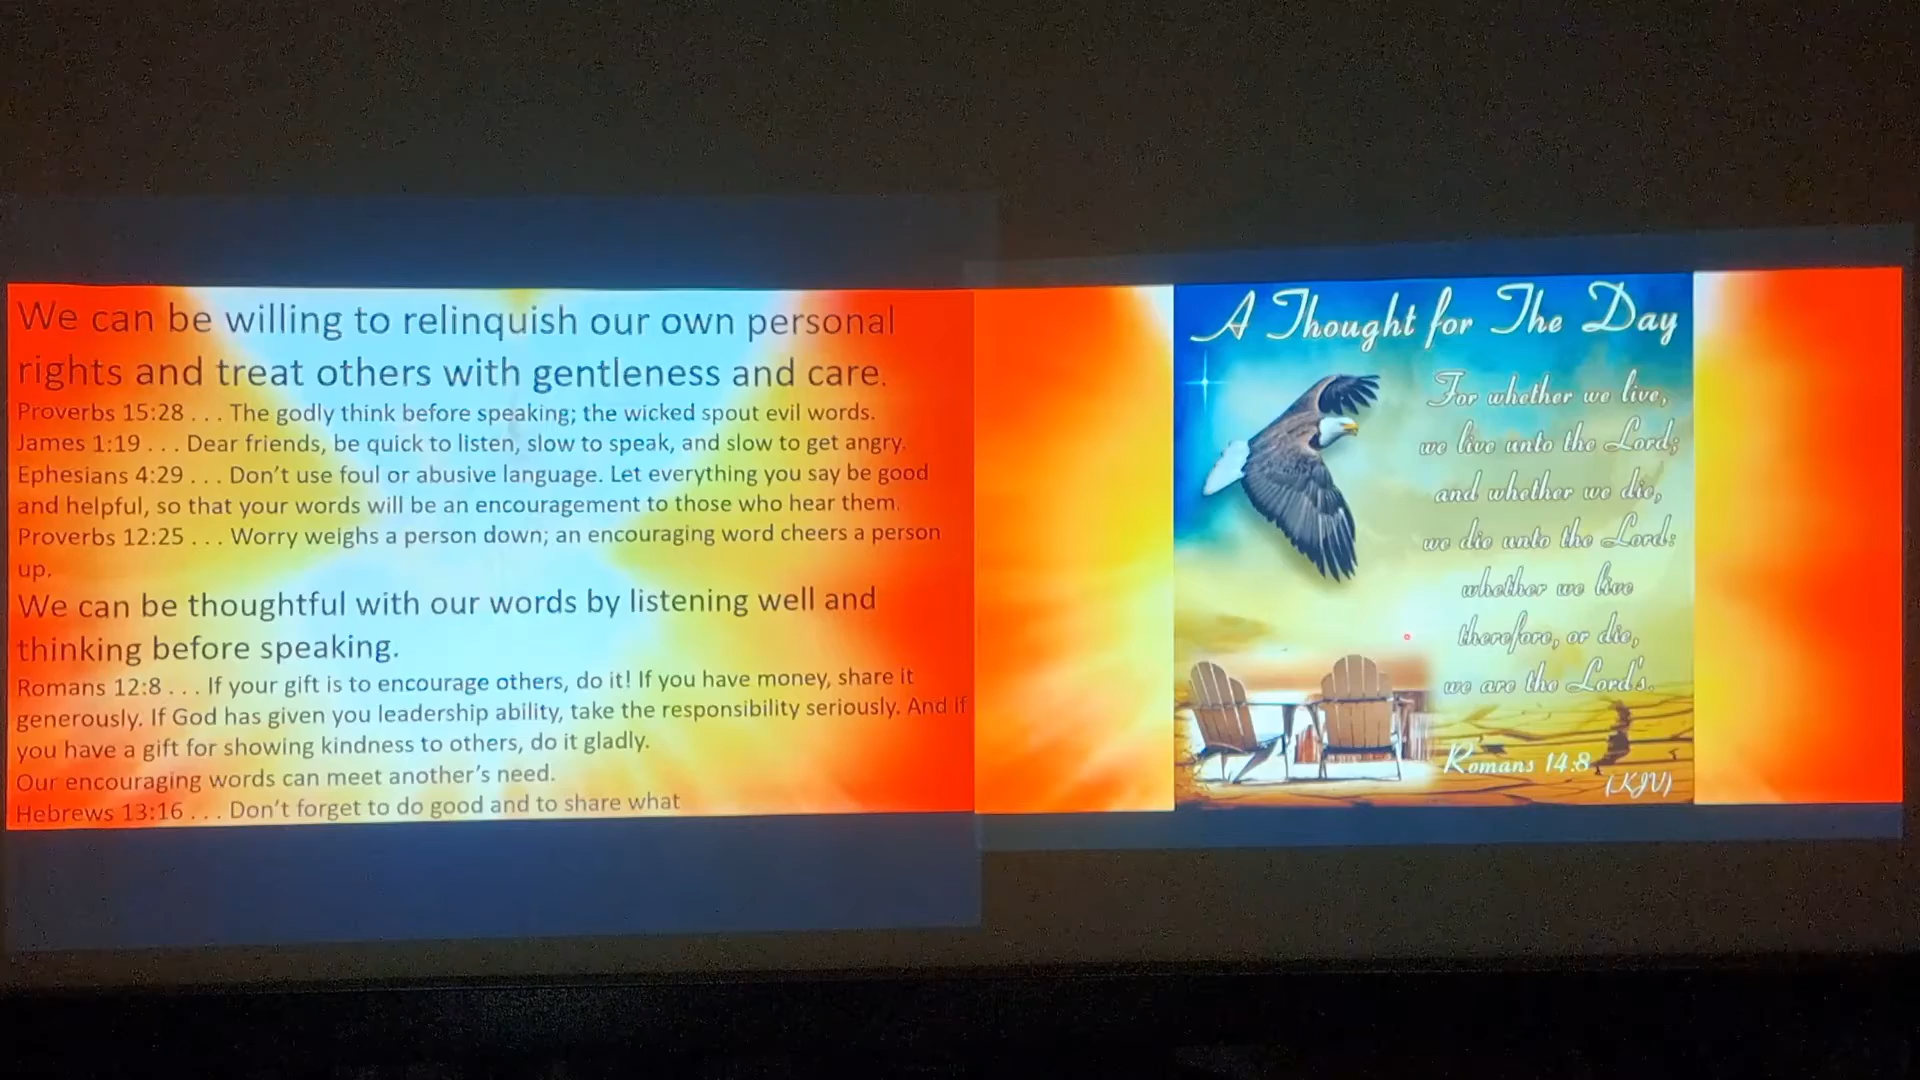 We can be willing to relinquish our own personal
rights and treat others with gentleness and care.
Proverbs 15:28 . . . The godly think before speaking; the wicked spout evil words.
James 1:19 . . . Dear friends, be quick to listen, slow to speak, and slow to get angry.
Ephesians 4:29 . . . Don’t use foul or abusive language. Let everything you say be good
and helpful, so that your words will be an encouragement to those who hear them.
Proverbs 12:25 . . . Worry weighs a person down; an encouraging word cheers a person
up.
We can be thoughtful with our words by listening well and
thinking before speaking.
Romans 12:8 . . . If your gift is to encourage others, do it! If you have money, share it
generously. If God has given you leadership ability, take the responsibility seriously. And if
you have a gift for showing kindness to others, do it gladly.
Our encouraging words can meet another’s need.
Hebrews 13:16 . . . Don’t forget to do good and to share what
A Thought for The Day
For whether we live,
we live unto the Lord;
and whether we die,
we die unto the Lord:
whether we live
therefore, or die,
we are the Lord's.
Romans 14:8
(KJV)